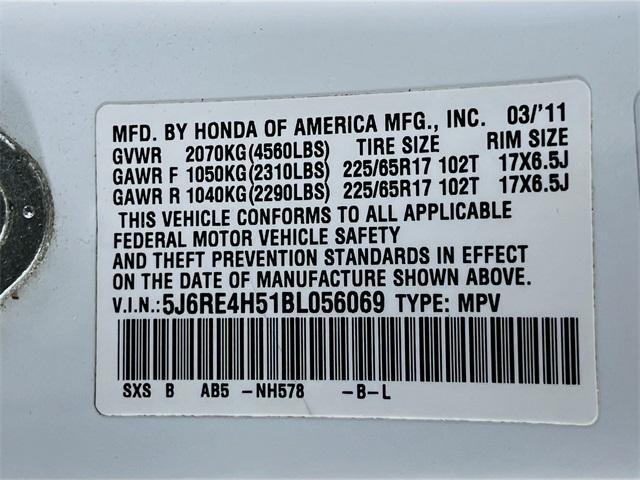 MFD. BY HONDA OF AMERICA MFG., INC. 03/'11
GVWR 2070KG(4560LBS) TIRE SIZE RIM SIZE
GAWR F 1050KG(2310LBS) 225/65R17 102T 17X6.5J
GAWR R 1040KG(2290LBS) 225/65R17 102T 17X6.5J
THIS VEHICLE CONFORMS TO ALL APPLICABLE
FEDERAL MOTOR VEHICLE SAFETY
AND THEFT PREVENTION STANDARDS IN EFFECT
ON THE DATE OF MANUFACTURE SHOWN ABOVE.
V.I.N.: 5J6RE4H51BL056069 TYPE: MPV
SXS B AB5 -NH578 -B-L